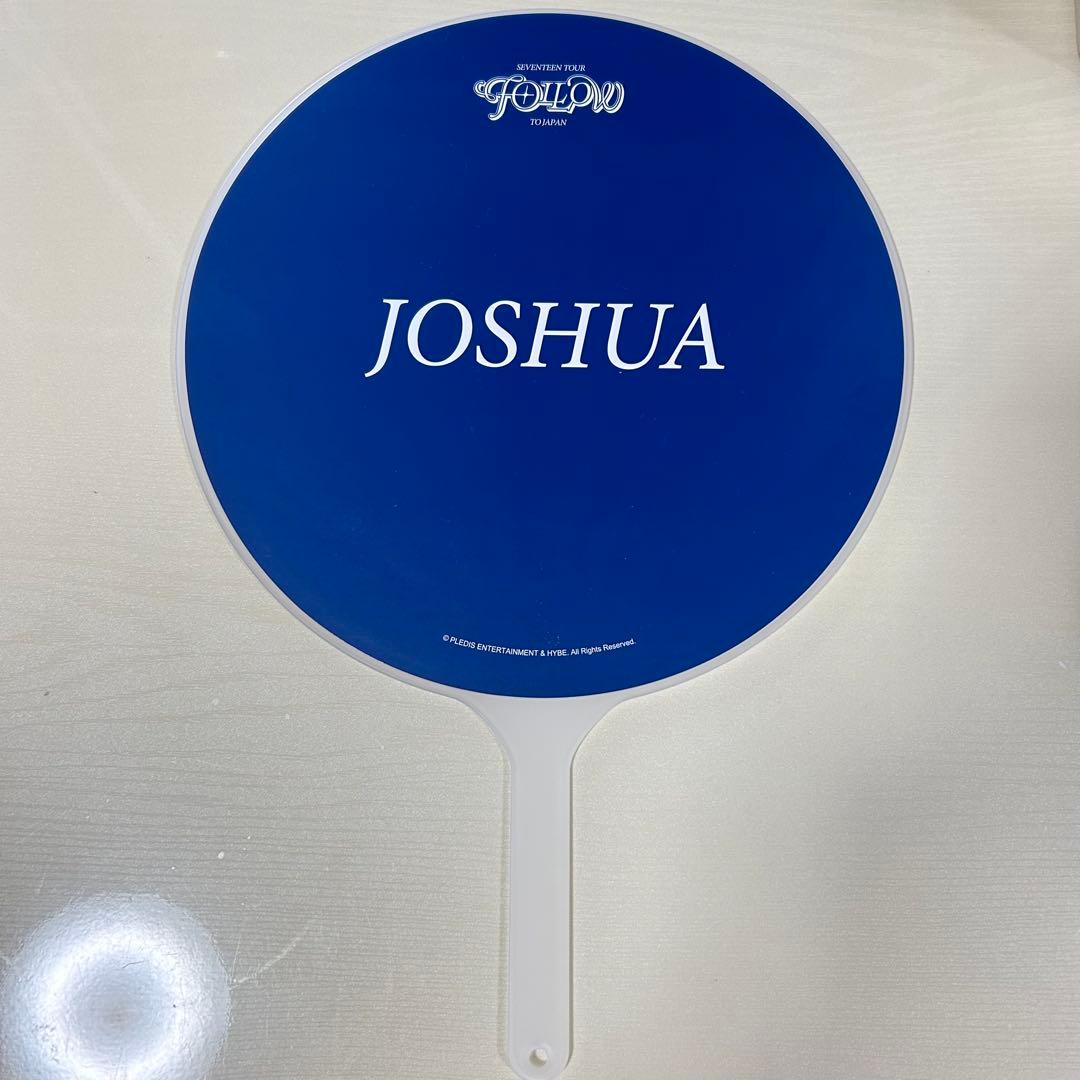 SEVENTEEN TOUR
FOLLOW
TO JAPAN
JOSHUA
© PLEDIS ENTERTAINMENT & HYBE. All Rights Reserved.